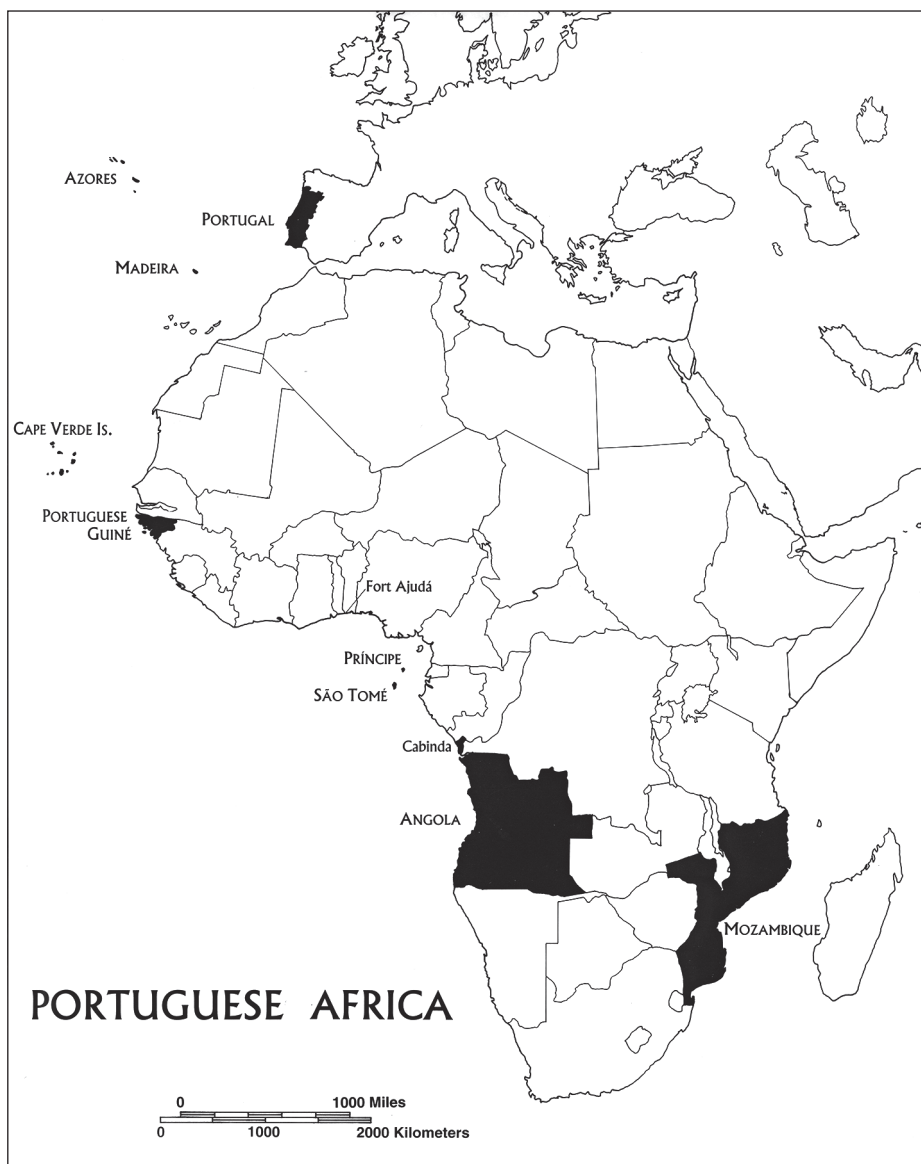 AZORES
PORTUGAL
MADEIRA
CAPE VERDE IS.
PORTUGUESE
GUINÉ
Fort Ajudá
PRÍNCIPE
SÃO TOMÉ
Cabinda
ANGOLA
MOZAMBIQUE
PORTUGUESE AFRICA
0 1000 Miles
0 1000 2000 Kilometers